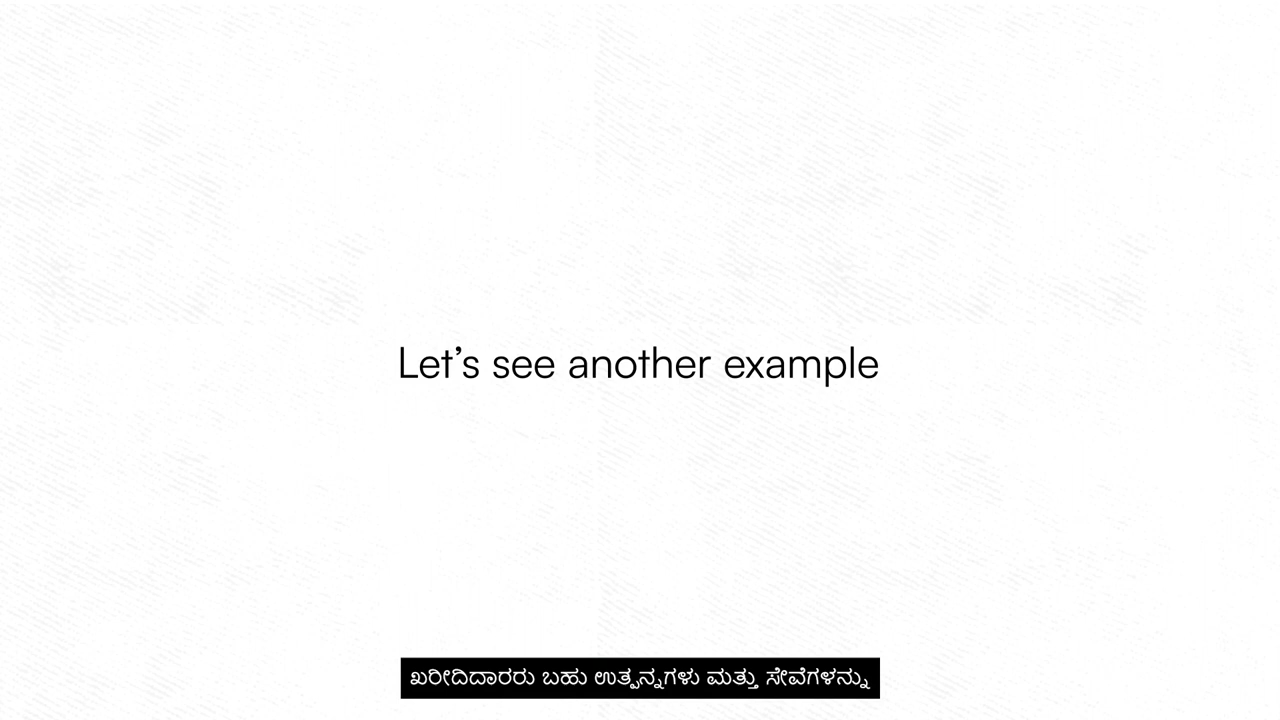 Let’s see another example
ಖರೀದಿದಾರರು ಬಹು ಉತ್ಪನ್ನಗಳು ಮತ್ತು ಸೇವೆಗಳನ್ನು